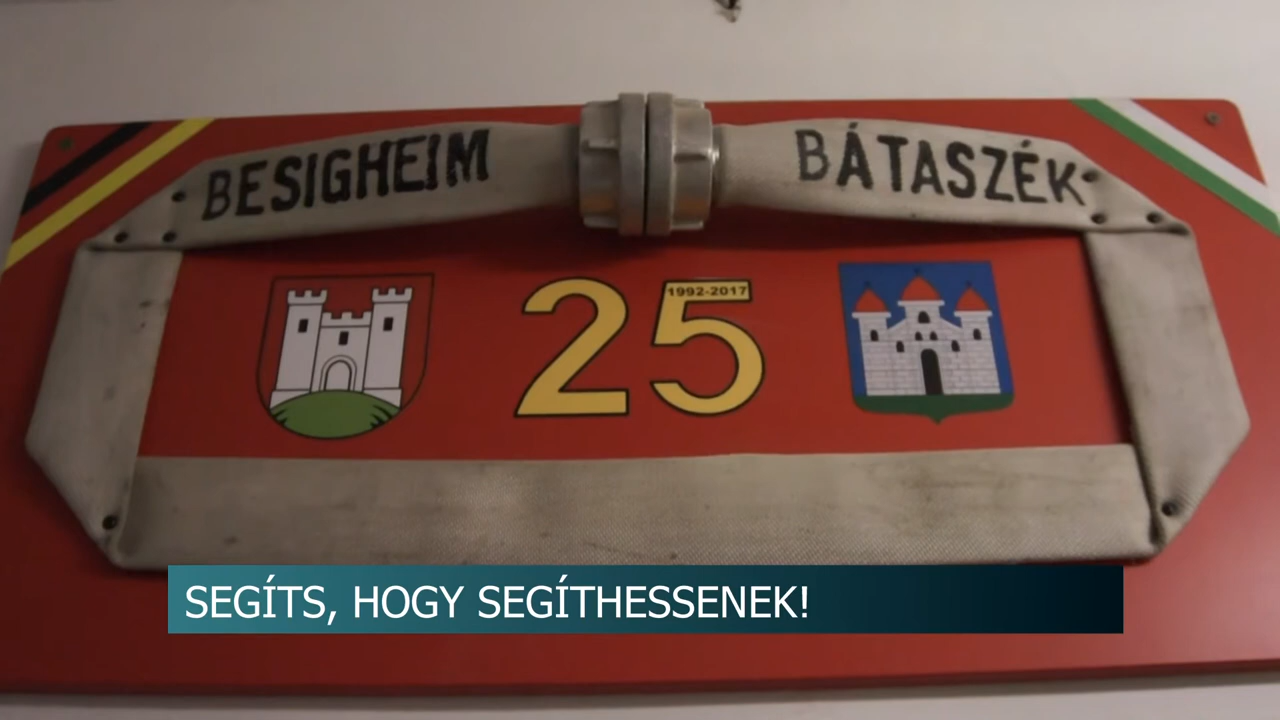 BESIGHEIM
BÁTASZÉK
25
1992-2017
SEGÍTS, HOGY SEGÍTHESSENEK!